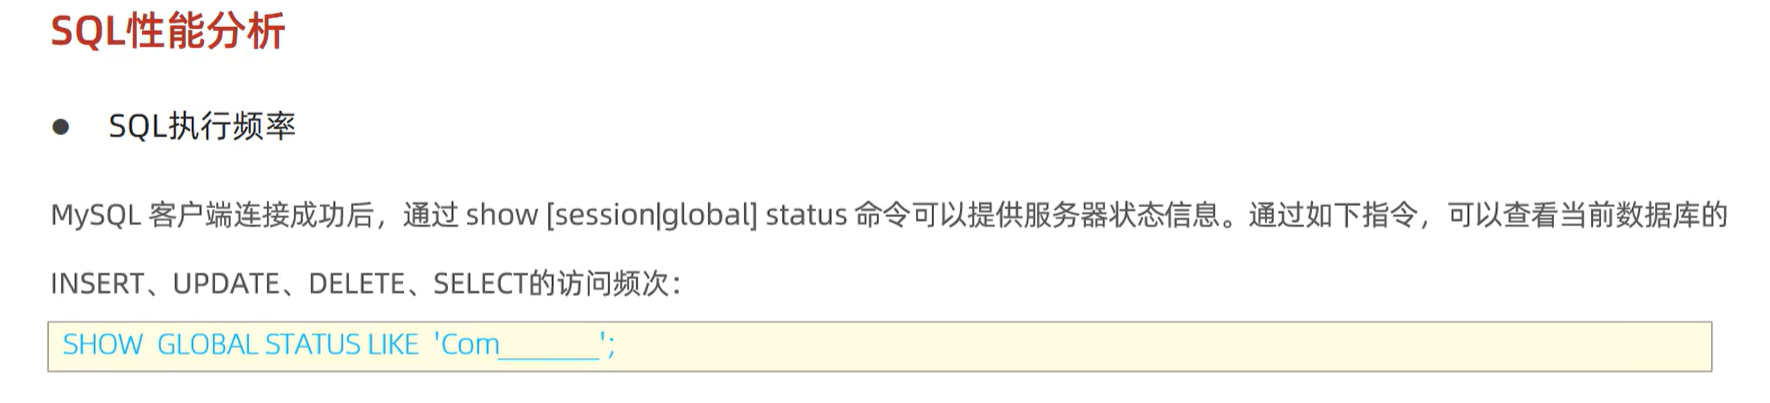 SQL性能分析
● SQL执行频率
MySQL 客户端连接成功后，通过 show [session|global] status 命令可以提供服务器状态信息。通过如下指令，可以查看当前数据库的
INSERT、UPDATE、DELETE、SELECT的访问频次：
SHOW GLOBAL STATUS LIKE 'Com_______';